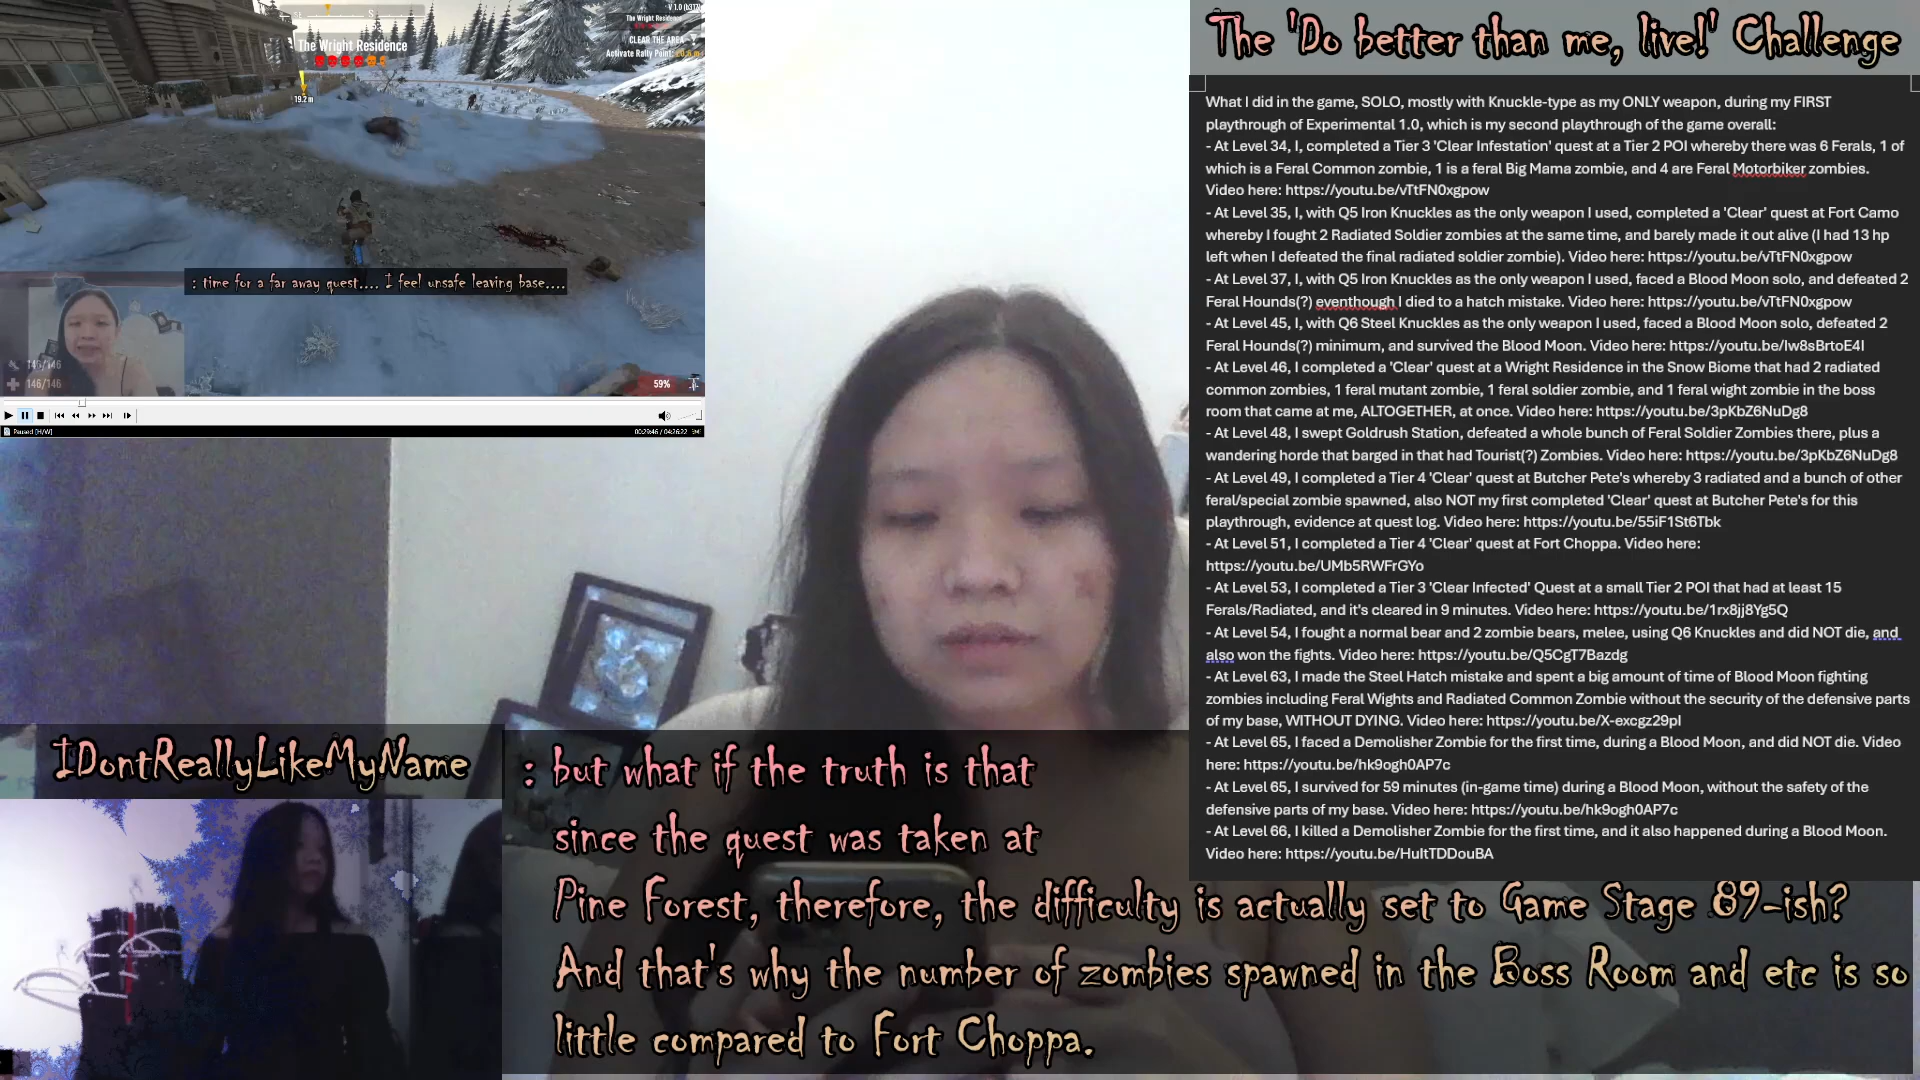 V 1.0 (b317)
The Wright Residence
The Wright Residence
CLEAR THE AREA
Activate Rally Point:
19.2 m
: time for a far away quest.... I feel unsafe leaving base....
146/146
146/146
59%
Paused [H/W]
00:29:46 / 04:26:22
The 'Do better than me, live!' Challenge
What I did in the game, SOLO, mostly with Knuckle-type as my ONLY weapon, during my FIRST
playthrough of Experimental 1.0, which is my second playthrough of the game overall:
- At Level 34, I, completed a Tier 3 'Clear Infestation' quest at a Tier 2 POI whereby there was 6 Ferals, 1 of
which is a Feral Common zombie, 1 is a feral Big Mama zombie, and 4 are Feral Motorbiker zombies.
Video here: https://youtu.be/vTtFN0xgpow
- At Level 35, I, with Q5 Iron Knuckles as the only weapon I used, completed a 'Clear' quest at Fort Camo
whereby I fought 2 Radiated Soldier zombies at the same time, and barely made it out alive (I had 13 hp
left when I defeated the final radiated soldier zombie). Video here: https://youtu.be/vTtFN0xgpow
- At Level 37, I, with Q5 Iron Knuckles as the only weapon I used, faced a Blood Moon solo, and defeated 2
Feral Hounds(?) eventhough I died to a hatch mistake. Video here: https://youtu.be/vTtFN0xgpow
- At Level 45, I, with Q6 Steel Knuckles as the only weapon I used, faced a Blood Moon solo, defeated 2
Feral Hounds(?) minimum, and survived the Blood Moon. Video here: https://youtu.be/Iw8sBrtoE4I
- At Level 46, I completed a 'Clear' quest at a Wright Residence in the Snow Biome that had 2 radiated
common zombies, 1 feral mutant zombie, 1 feral soldier zombie, and 1 feral wight zombie in the boss
room that came at me, ALTOGETHER, at once. Video here: https://youtu.be/3pKbZ6NuDg8
- At Level 48, I swept Goldrush Station, defeated a whole bunch of Feral Soldier Zombies there, plus a
wandering horde that barged in that had Tourist(?) Zombies. Video here: https://youtu.be/3pKbZ6NuDg8
- At Level 49, I completed a Tier 4 'Clear' quest at Butcher Pete's whereby 3 radiated and a bunch of other
feral/special zombie spawned, also NOT my first completed 'Clear' quest at Butcher Pete's for this
playthrough, evidence at quest log. Video here: https://youtu.be/55iF1St6Tbk
- At Level 51, I completed a Tier 4 'Clear' quest at Fort Choppa. Video here:
https://youtu.be/UMb5RWFrGYo
- At Level 53, I completed a Tier 3 'Clear Infected' Quest at a small Tier 2 POI that had at least 15
Ferals/Radiated, and it's cleared in 9 minutes. Video here: https://youtu.be/1rx8jj8Yg5Q
- At Level 54, I fought a normal bear and 2 zombie bears, melee, using Q6 Knuckles and did NOT die, and
also won the fights. Video here: https://youtu.be/Q5CgT7Bazdg
- At Level 63, I made the Steel Hatch mistake and spent a big amount of time of Blood Moon fighting
zombies including Feral Wights and Radiated Common Zombie without the security of the defensive parts
of my base, WITHOUT DYING. Video here: https://youtu.be/X-excgz29pI
- At Level 65, I faced a Demolisher Zombie for the first time, during a Blood Moon, and did NOT die. Video
here: https://youtu.be/hk9ogh0AP7c
- At Level 65, I survived for 59 minutes (in-game time) during a Blood Moon, without the safety of the
defensive parts of my base. Video here: https://youtu.be/hk9ogh0AP7c
- At Level 66, I killed a Demolisher Zombie for the first time, and it also happened during a Blood Moon.
Video here: https://youtu.be/HuItTDDouBA
IDontReallyLikeMyName
: but what if the truth is that
since the quest was taken at
Pine Forest, therefore, the difficulty is actually set to Game Stage 89-ish?
And that's why the number of zombies spawned in the Boss Room and etc is so
little compared to Fort Choppa.